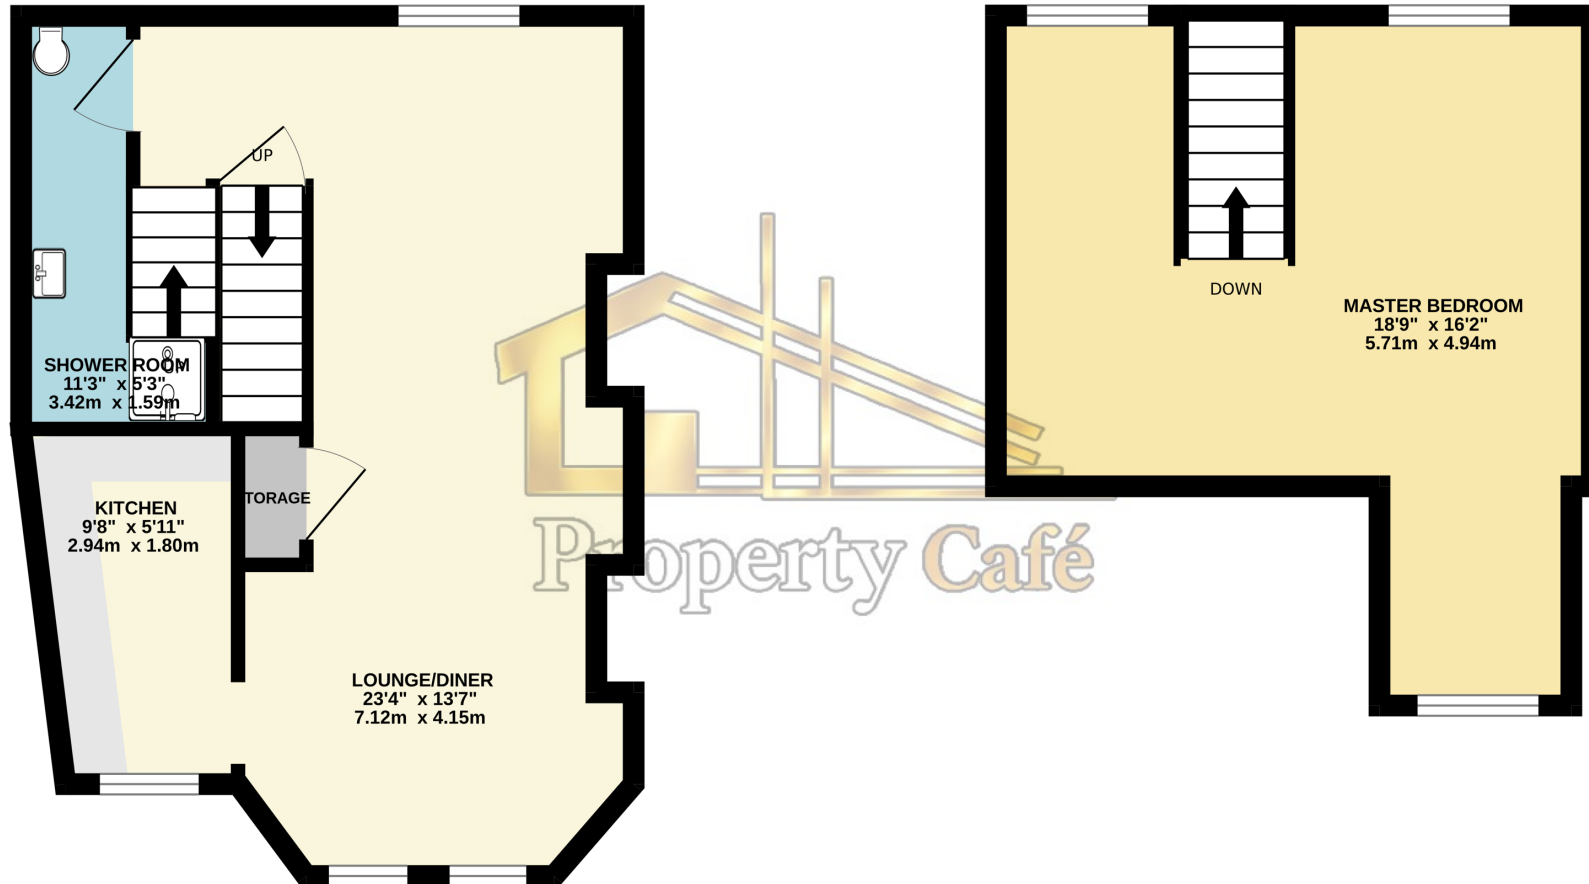 UP
SHOWER ROOM
11'3" x 5'3"
3.42m x 1.59m
UP
TORAGE
KITCHEN
9'8" x 5'11"
2.94m x 1.80m
LOUNGE/DINER
23'4" x 13'7"
7.12m x 4.15m
DOWN
MASTER BEDROOM
18'9" x 16'2"
5.71m x 4.94m
Property Café